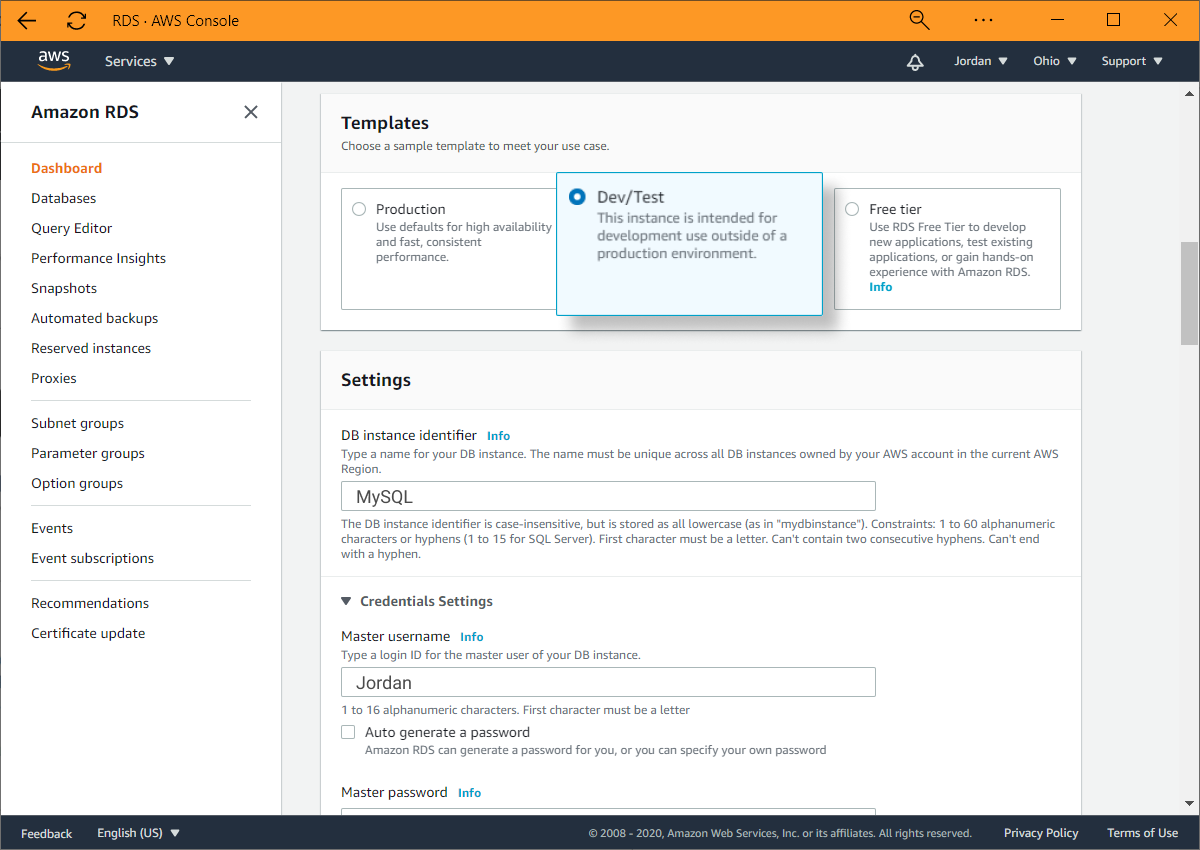 RDS · AWS Console
aws
Services
Jordan
Ohio
Support
Amazon RDS
Dashboard
Databases
Query Editor
Performance Insights
Snapshots
Automated backups
Reserved instances
Proxies
Subnet groups
Parameter groups
Option groups
Events
Event subscriptions
Recommendations
Certificate update
Templates
Choose a sample template to meet your use case.
Production
Use defaults for high availability
and fast, consistent
performance.
Dev/Test
This instance is intended for
development use outside of a
production environment.
Free tier
Use RDS Free Tier to develop
new applications, test existing
applications, or gain hands-on
experience with Amazon RDS.
Info
Settings
DB instance identifier Info
Type a name for your DB instance. The name must be unique across all DB instances owned by your AWS account in the current AWS
Region.
MySQL
The DB instance identifier is case-insensitive, but is stored as all lowercase (as in "mydbinstance"). Constraints: 1 to 60 alphanumeric
characters or hyphens (1 to 15 for SQL Server). First character must be a letter. Can't contain two consecutive hyphens. Can't end
with a hyphen.
Credentials Settings
Master username Info
Type a login ID for the master user of your DB instance.
Jordan
1 to 16 alphanumeric characters. First character must be a letter
Auto generate a password
Amazon RDS can generate a password for you, or you can specify your own password
Master password Info
Feedback
English (US)
© 2008 - 2020, Amazon Web Services, Inc. or its affiliates. All rights reserved.
Privacy Policy
Terms of Use